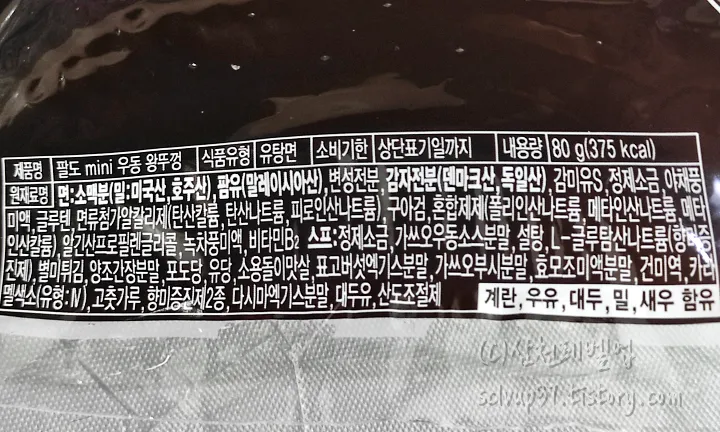 제품명 팔도 mini 우동 왕뚜껑 식품유형 유탕면 소비기한 상단표기일까지 내용량 80 g(375 kcal)
원재료명 면:소맥분(밀:미국산, 호주산), 팜유(말레이시아산), 변성전분, 감자전분(덴마크산, 독일산), 감미유S, 정제소금, 야채풍
미액, 글루텐, 면류첨가알칼리제(탄산칼륨, 탄산나트륨, 피로인산나트륨), 구아검, 혼합제제(폴리인산나트륨, 메타인산나트륨, 메타
인산칼륨), 알긴산프로필렌글리콜, 녹차풍미액, 비타민B₂ 스프:정제소금, 가쓰오우동소스분말, 설탕, L-글루탐산나트륨(향미증
진제), 볌미튀김, 양조간장분말, 포도당, 유당, 소용돌이맛살, 표고버섯엑기스분말, 가쓰오부시분말, 효모조미액분말, 건미역, 카라
멜색소(유형:Ⅳ), 고춧가루, 향미증진제2종, 다시마엑기스분말, 대두유, 산도조절제
계란, 우유, 대두, 밀, 새우 함유
(c)산천레벨업
sclvup97.tistory.com